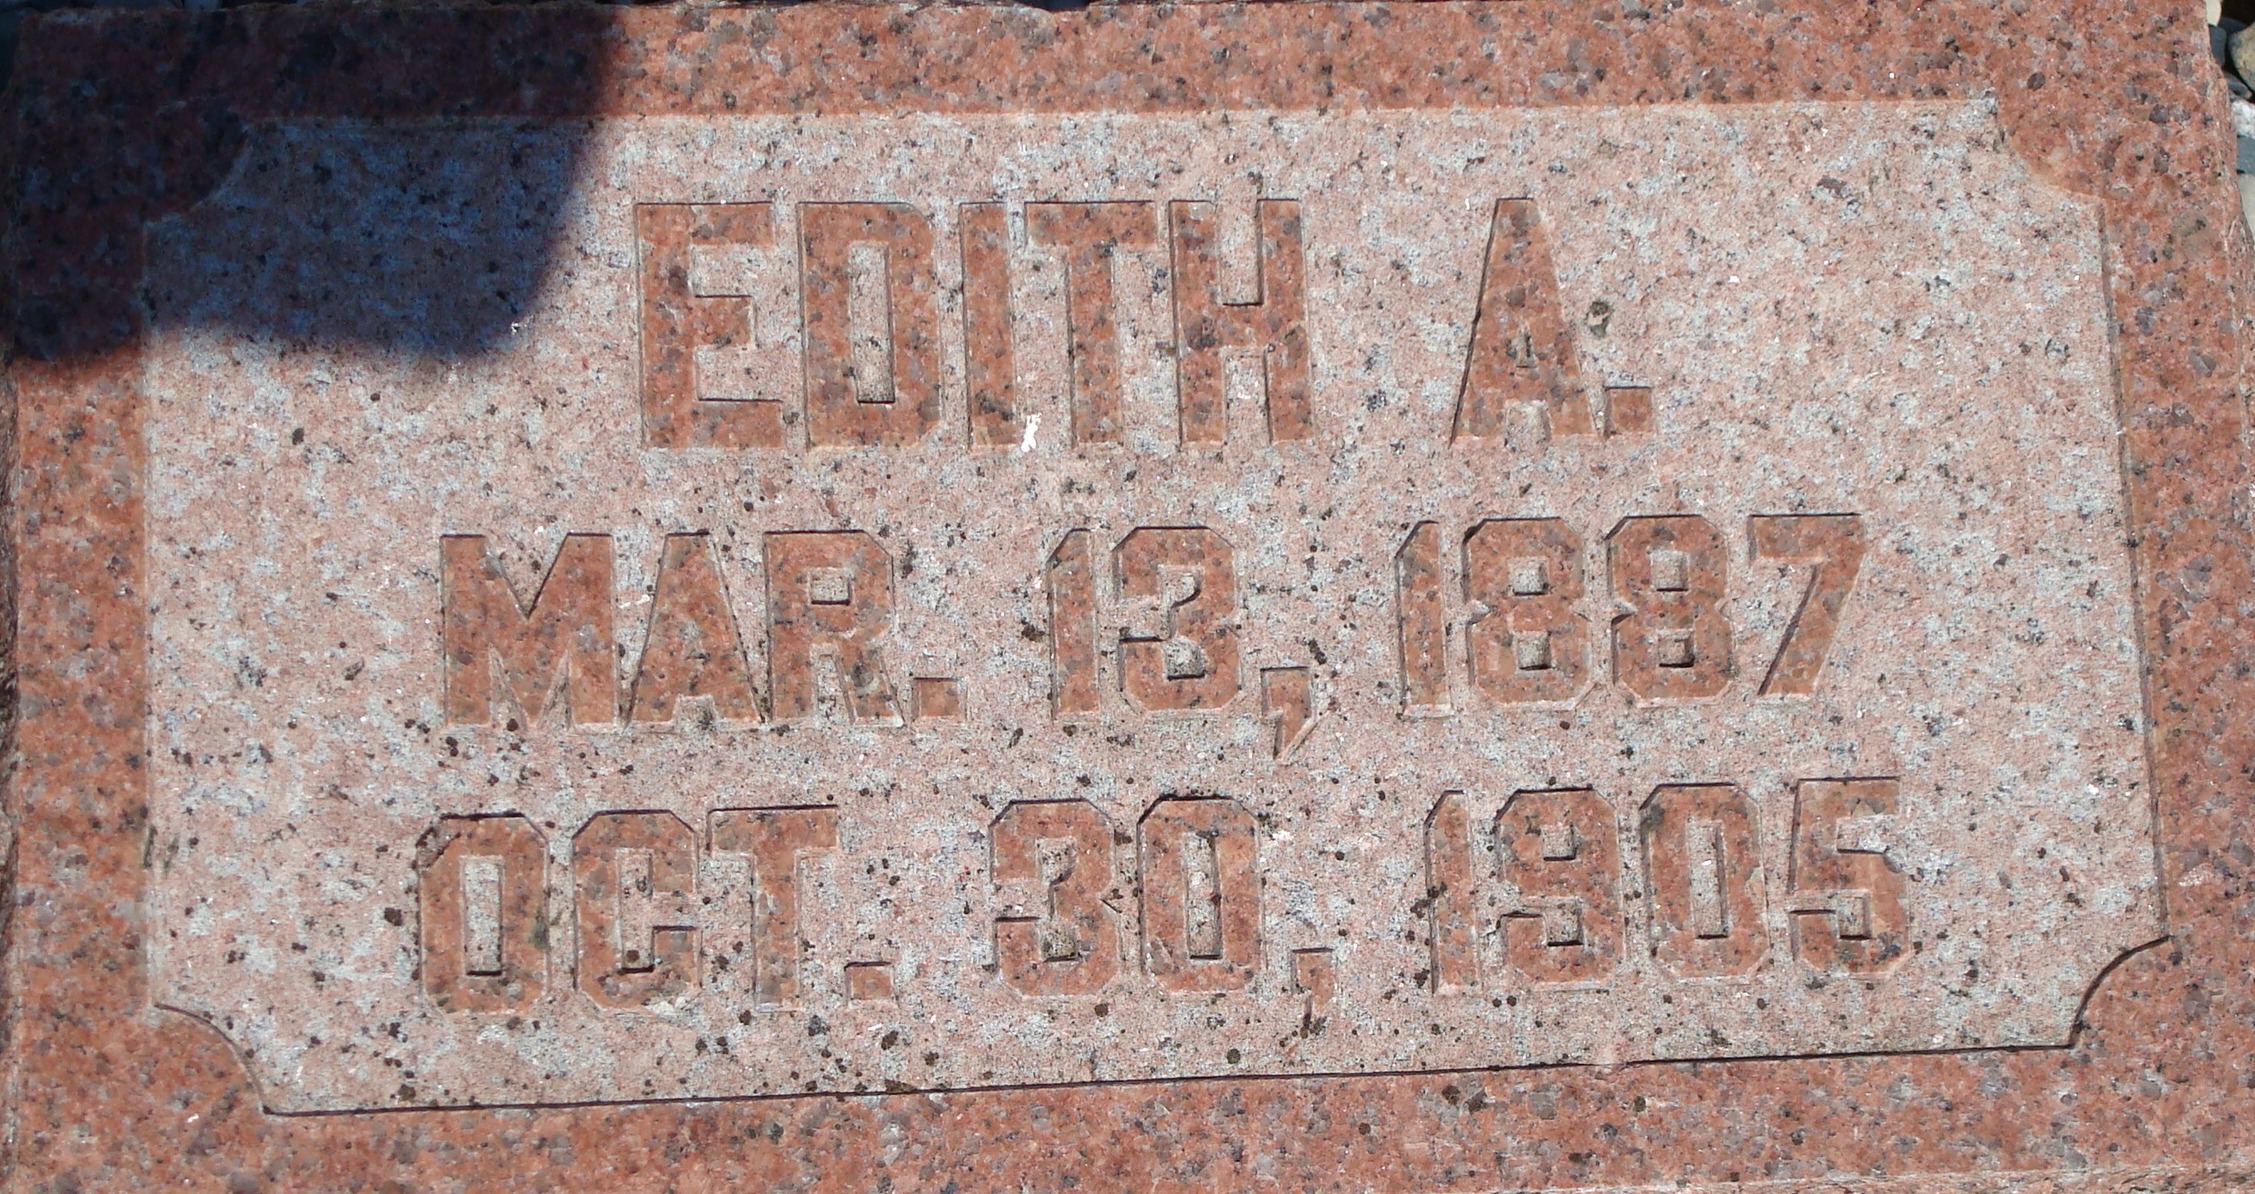 EDITH A.
MAR. 13, 1887
OCT. 30, 1905